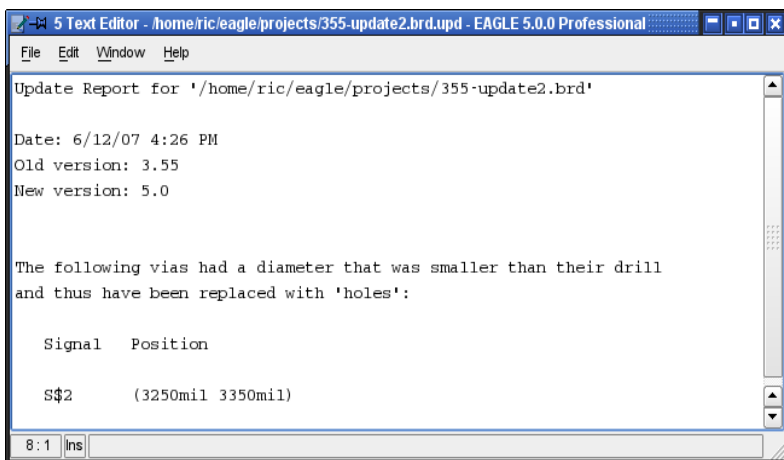 5 Text Editor - /home/ric/eagle/projects/355-update2.brd.upd - EAGLE 5.0.0 Professional
File Edit Window Help
Update Report for '/home/ric/eagle/projects/355-update2.brd'
Date: 6/12/07 4:26 PM
Old version: 3.55
New version: 5.0
The following vias had a diameter that was smaller than their drill
and thus have been replaced with 'holes':
Signal Position
S$2 (3250mil 3350mil)
8:1 Ins